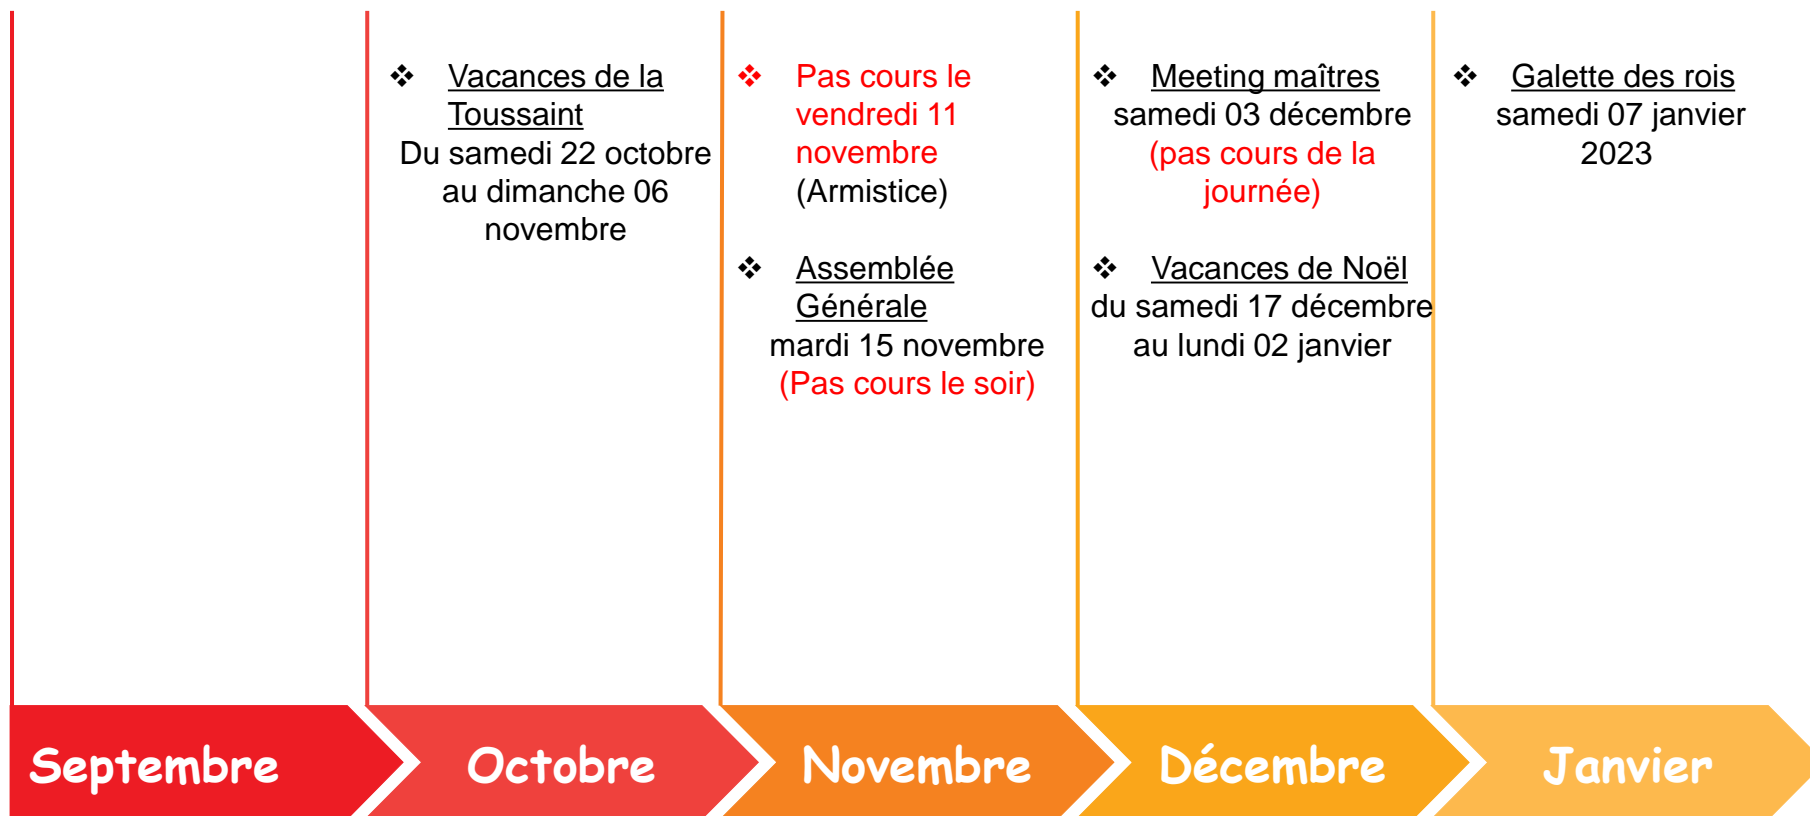 ❖ Vacances de la
Toussaint
Du samedi 22 octobre
au dimanche 06
novembre
❖ Pas cours le
vendredi 11
novembre
(Armistice)
❖ Assemblée
Générale
mardi 15 novembre
(Pas cours le soir)
❖ Meeting maîtres
samedi 03 décembre
(pas cours de la
journée)
❖ Vacances de Noël
du samedi 17 décembre
au lundi 02 janvier
❖ Galette des rois
samedi 07 janvier
2023
Septembre
Octobre
Novembre
Décembre
Janvier